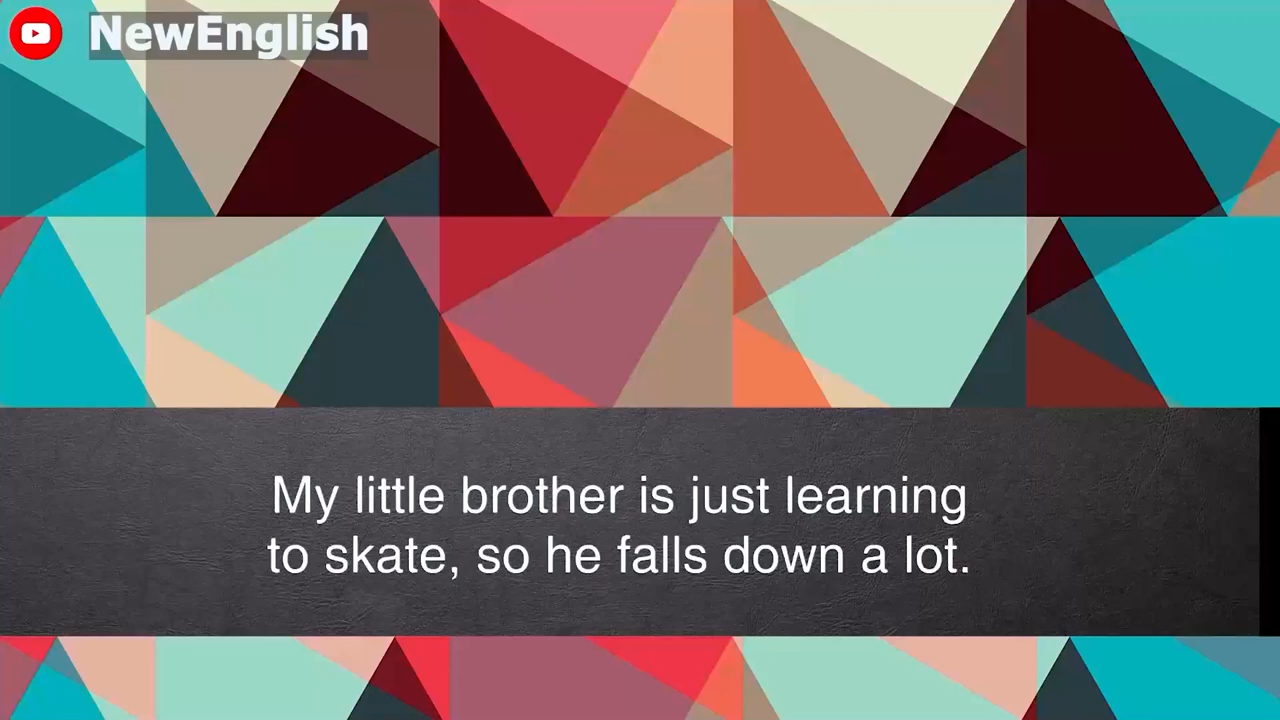 NewEnglish
My little brother is just learning
to skate, so he falls down a lot.